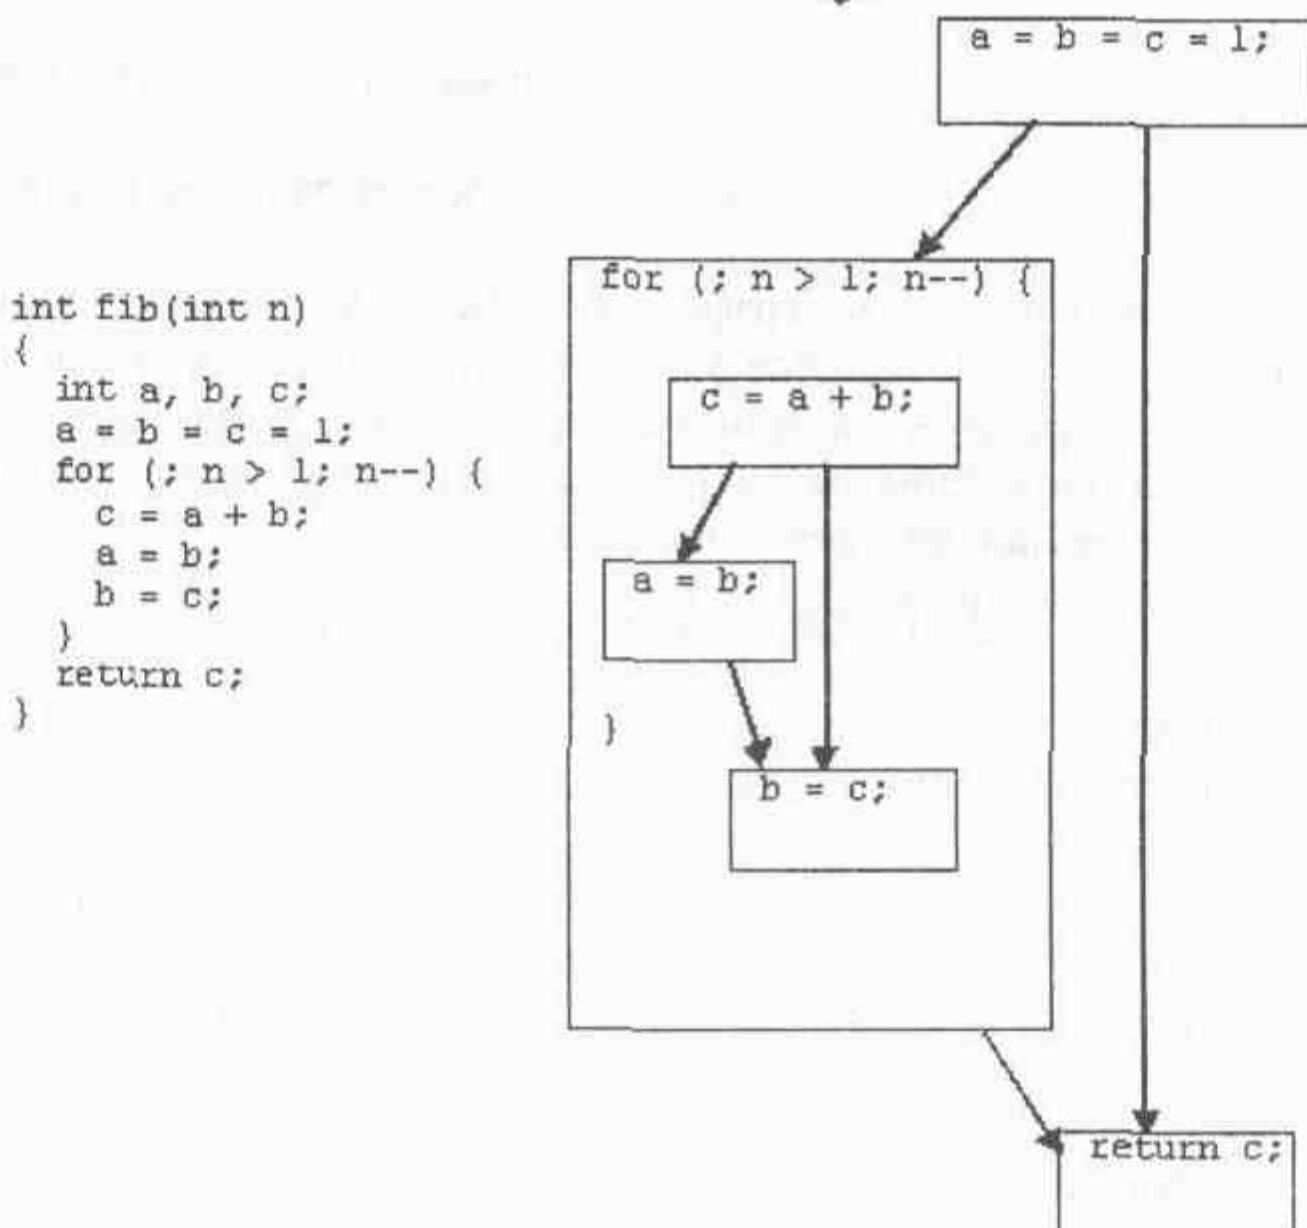 int fib(int n)
{
int a, b, c;
a = b = c = 1;
for (; n > 1; n--) {
c = a + b;
a = b;
b = c;
}
return c;
}
a = b = c = 1;
for (; n > 1; n--) {
c = a + b;
a = b;
}
b = c;
return c;